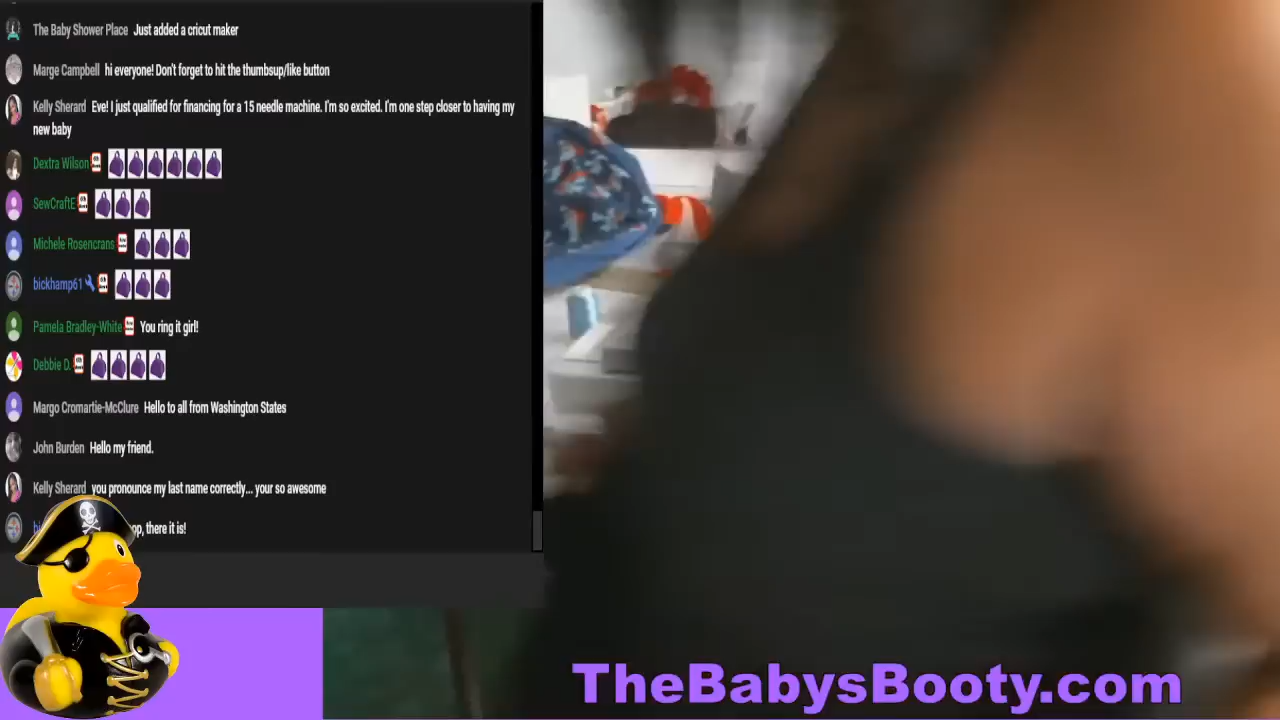 The Baby Shower Place Just added a cricut maker
Marge Campbell hi everyone! Don't forget to hit the thumbsup/like button
Kelly Sherard Eve! I just qualified for financing for a 15 needle machine. I'm so excited. I'm one step closer to having my
new baby
Dextra Wilson
SewCraftE
Michele Rosencrans
bickhamp61
Pamela Bradley-White You ring it girl!
Debbie D.
Margo Cromartie-McClure Hello to all from Washington States
John Burden Hello my friend.
Kelly Sherard you pronounce my last name correctly... your so awesome
there it is!
TheBabysBooty.com